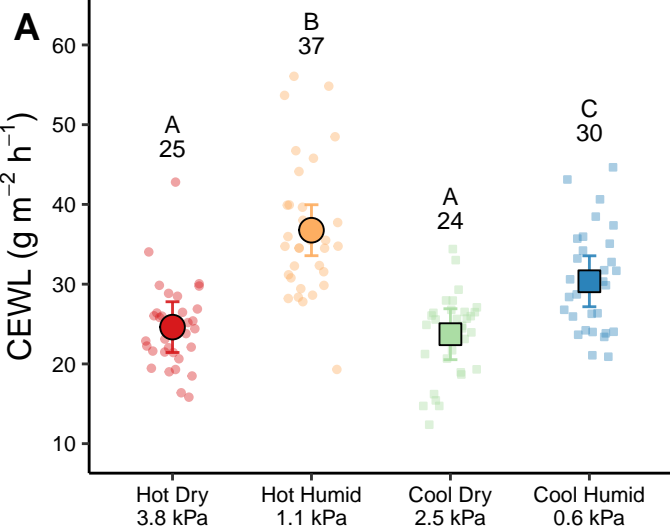 A
CEWL (g m⁻² h⁻¹)
60
50
40
30
20
10
A
25
B
37
A
24
C
30
Hot Dry
3.8 kPa
Hot Humid
1.1 kPa
Cool Dry
2.5 kPa
Cool Humid
0.6 kPa